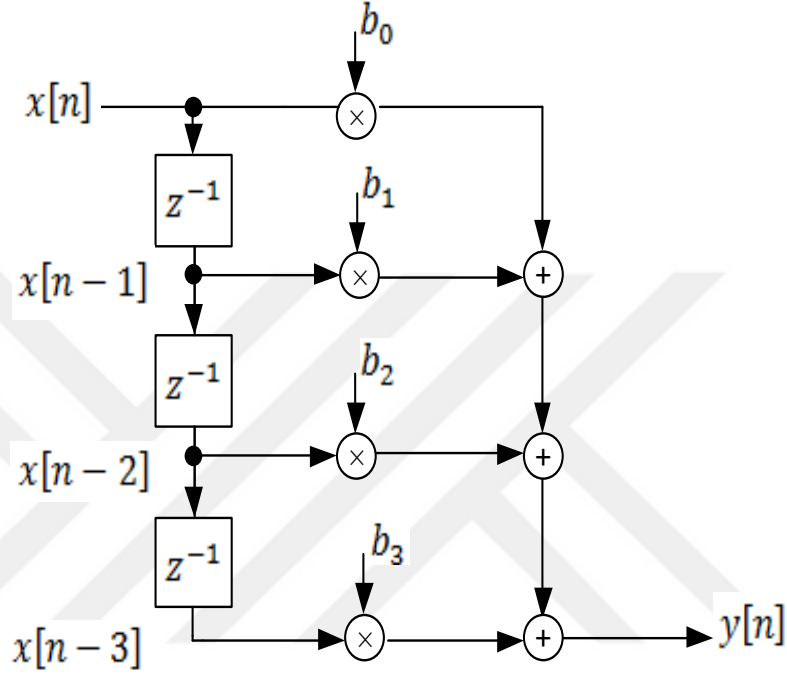 b₀
x[n]
×
z⁻¹
b₁
x[n − 1]
×
+
z⁻¹
b₂
x[n − 2]
×
+
z⁻¹
b₃
x[n − 3]
×
+
y[n]